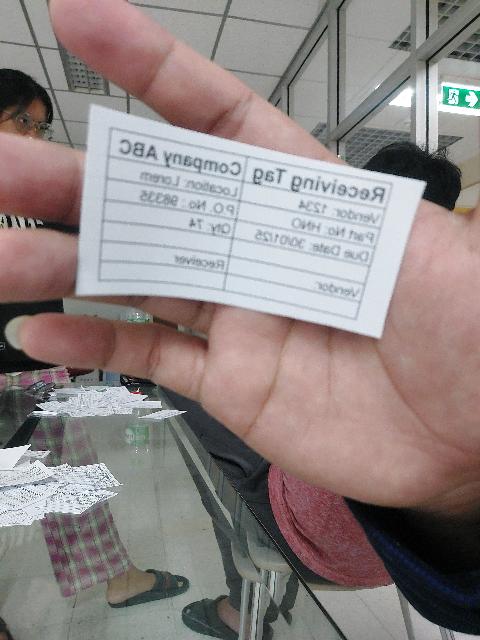 Receiving Tag Company ABC
Vendor: 1234 Location: Lorem
Part No: HNO P.O. No.: 98335
Due Date: 30/01/25 Qty: 74
Vendor: Receiver